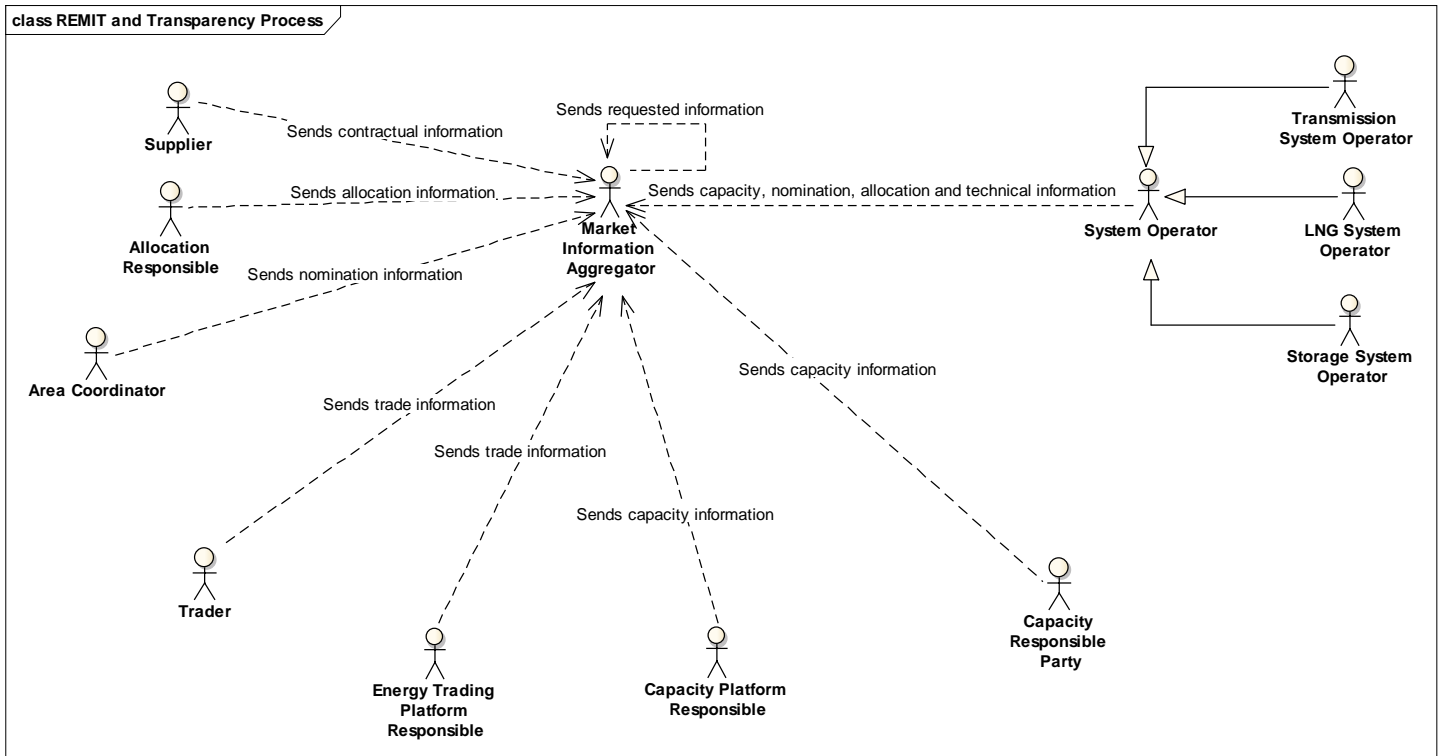 class REMIT and Transparency Process
Sends requested information
Supplier
Sends contractual information
Transmission
System Operator
Allocation
Responsible
Sends allocation information
Market
Information
Aggregator
Sends capacity, nomination, allocation and technical information
System Operator
LNG System
Operator
Sends nomination information
Area Coordinator
Storage System
Operator
Sends capacity information
Sends trade information
Sends trade information
Sends capacity information
Trader
Capacity
Responsible
Party
Energy Trading
Platform
Responsible
Capacity Platform
Responsible